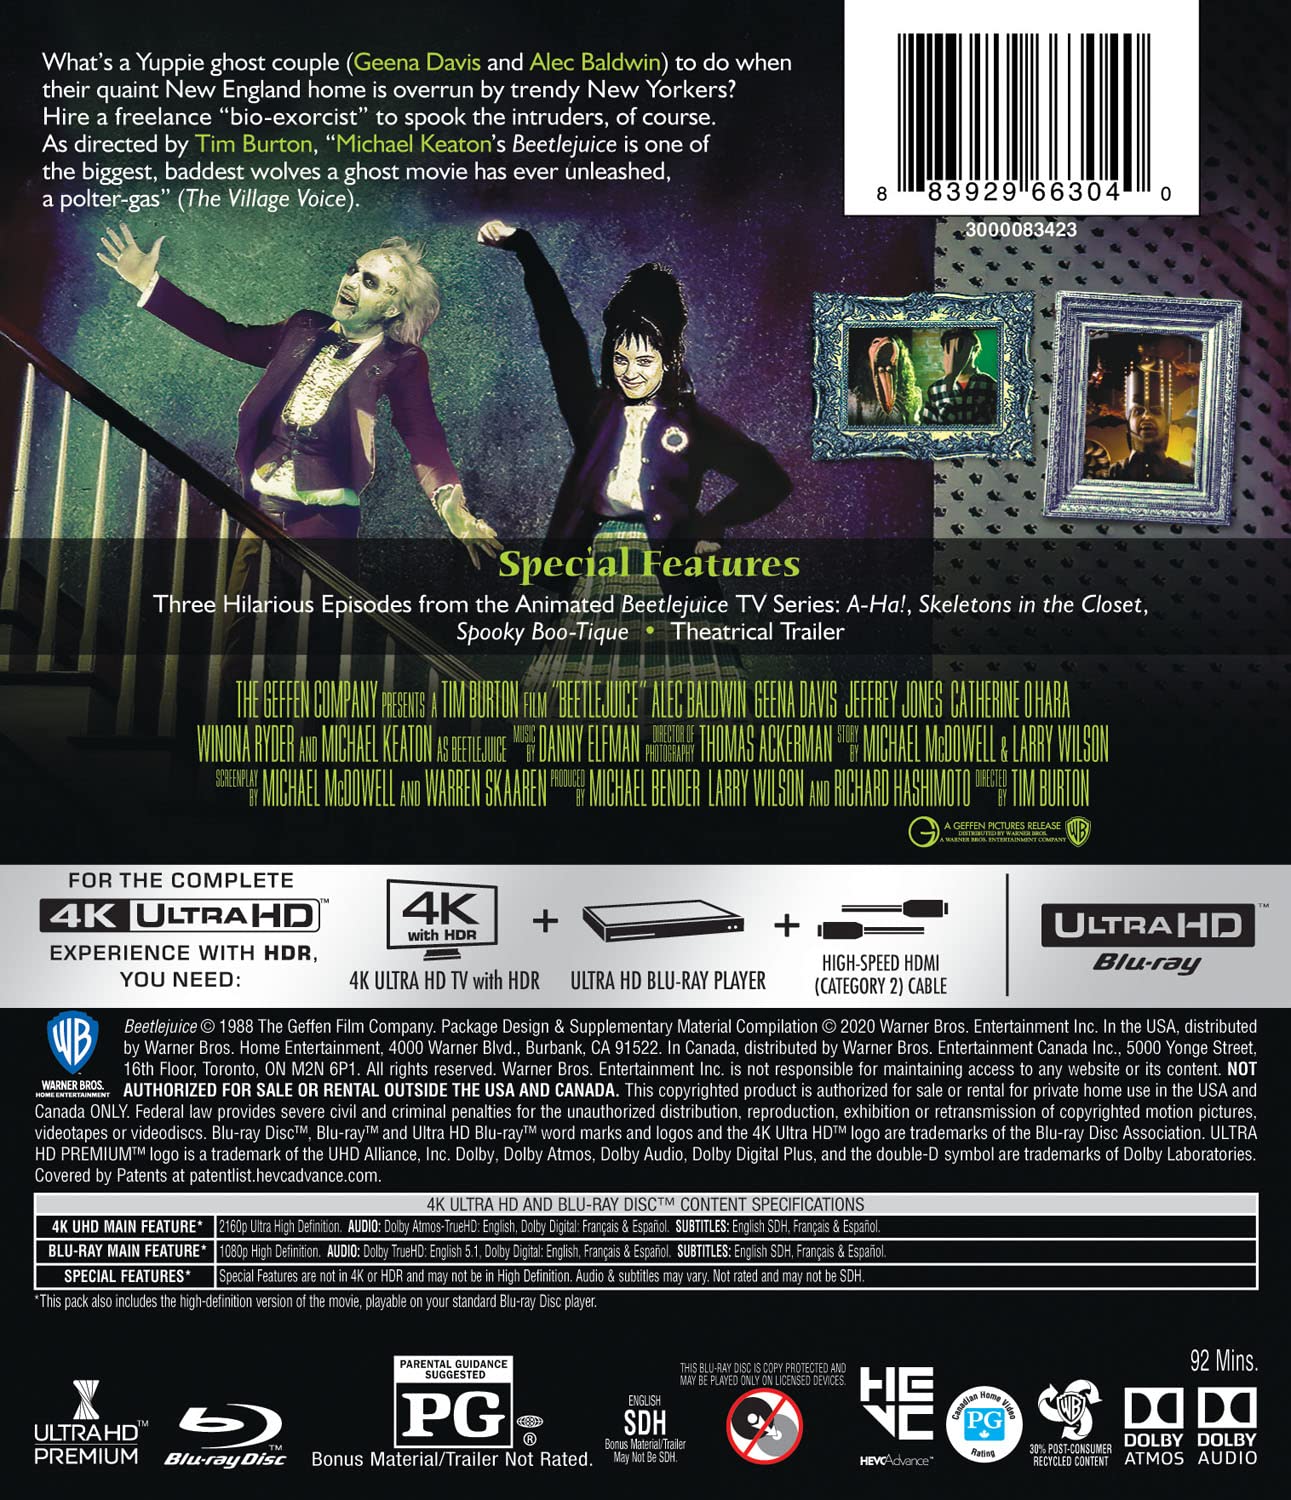 What's a Yuppie ghost couple (Geena Davis and Alec Baldwin) to do when
their quaint New England home is overrun by trendy New Yorkers?
Hire a freelance “bio-exorcist” to spook the intruders, of course.
As directed by Tim Burton, “Michael Keaton's Beetlejuice is one of
the biggest, baddest wolves a ghost movie has ever unleashed,
a polter-gas” (The Village Voice).
8 83929 66304 0
3000083423
Special Features
Three Hilarious Episodes from the Animated Beetlejuice TV Series: A-Ha!, Skeletons in the Closet,
Spooky Boo-Tique • Theatrical Trailer
THE GEFFEN COMPANY PRESENTS A TIM BURTON FILM “BEETLEJUICE” ALEC BALDWIN GEENA DAVIS JEFFREY JONES CATHERINE O'HARA
WINONA RYDER AND MICHAEL KEATON AS BEETLEJUICE MUSIC BY DANNY ELFMAN DIRECTOR OF PHOTOGRAPHY THOMAS ACKERMAN STORY BY MICHAEL McDOWELL & LARRY WILSON
SCREENPLAY BY MICHAEL McDOWELL AND WARREN SKAAREN PRODUCED BY MICHAEL BENDER LARRY WILSON AND RICHARD HASHIMOTO DIRECTED BY TIM BURTON
A GEFFEN PICTURES RELEASE
DISTRIBUTED BY WARNER BROS.
A WARNER BROS. ENTERTAINMENT COMPANY
WB
FOR THE COMPLETE
4K ULTRA HD™
EXPERIENCE WITH HDR,
YOU NEED:
4K
with HDR
4K ULTRA HD TV with HDR
+
ULTRA HD BLU-RAY PLAYER
+
HIGH-SPEED HDMI
(CATEGORY 2) CABLE
ULTRA HD™
Blu-ray
WB
WARNER BROS.
HOME ENTERTAINMENT
Beetlejuice © 1988 The Geffen Film Company. Package Design & Supplementary Material Compilation © 2020 Warner Bros. Entertainment Inc. In the USA, distributed
by Warner Bros. Home Entertainment, 4000 Warner Blvd., Burbank, CA 91522. In Canada, distributed by Warner Bros. Entertainment Canada Inc., 5000 Yonge Street,
16th Floor, Toronto, ON M2N 6P1. All rights reserved. Warner Bros. Entertainment Inc. is not responsible for maintaining access to any website or its content. NOT
AUTHORIZED FOR SALE OR RENTAL OUTSIDE THE USA AND CANADA. This copyrighted product is authorized for sale or rental for private home use in the USA and
Canada ONLY. Federal law provides severe civil and criminal penalties for the unauthorized distribution, reproduction, exhibition or retransmission of copyrighted motion pictures,
videotapes or videodiscs. Blu-ray Disc™, Blu-ray™ and Ultra HD Blu-ray™ word marks and logos and the 4K Ultra HD™ logo are trademarks of the Blu-ray Disc Association. ULTRA
HD PREMIUM™ logo is a trademark of the UHD Alliance, Inc. Dolby, Dolby Atmos, Dolby Audio, Dolby Digital Plus, and the double-D symbol are trademarks of Dolby Laboratories.
Covered by Patents at patentlist.hevcadvance.com.
4K ULTRA HD AND BLU-RAY DISC™ CONTENT SPECIFICATIONS
4K UHD MAIN FEATURE* 2160p Ultra High Definition. AUDIO: Dolby Atmos-TrueHD: English, Dolby Digital: Français & Español. SUBTITLES: English SDH, Français & Español.
BLU-RAY MAIN FEATURE* 1080p High Definition. AUDIO: Dolby TrueHD: English 5.1, Dolby Digital: English, Français & Español. SUBTITLES: English SDH, Français & Español.
SPECIAL FEATURES* Special Features are not in 4K or HDR and may not be in High Definition. Audio & subtitles may vary. Not rated and may not be SDH.
*This pack also includes the high-definition version of the movie, playable on your standard Blu-ray Disc player.
92 Mins.
ULTRA HD™
PREMIUM
Blu-ray Disc™
PARENTAL GUIDANCE
SUGGESTED
PG ®
Bonus Material/Trailer Not Rated.
ENGLISH
SDH
Bonus Material/Trailer
May Not Be SDH.
THIS BLU-RAY DISC IS COPY PROTECTED AND
MAY BE PLAYED ONLY ON LICENSED DEVICES.
HEVC
HEVCAdvance™
Canadian Home Video
PG
Rating
WB
30% POST-CONSUMER
RECYCLED CONTENT
DOLBY
ATMOS
DOLBY
AUDIO